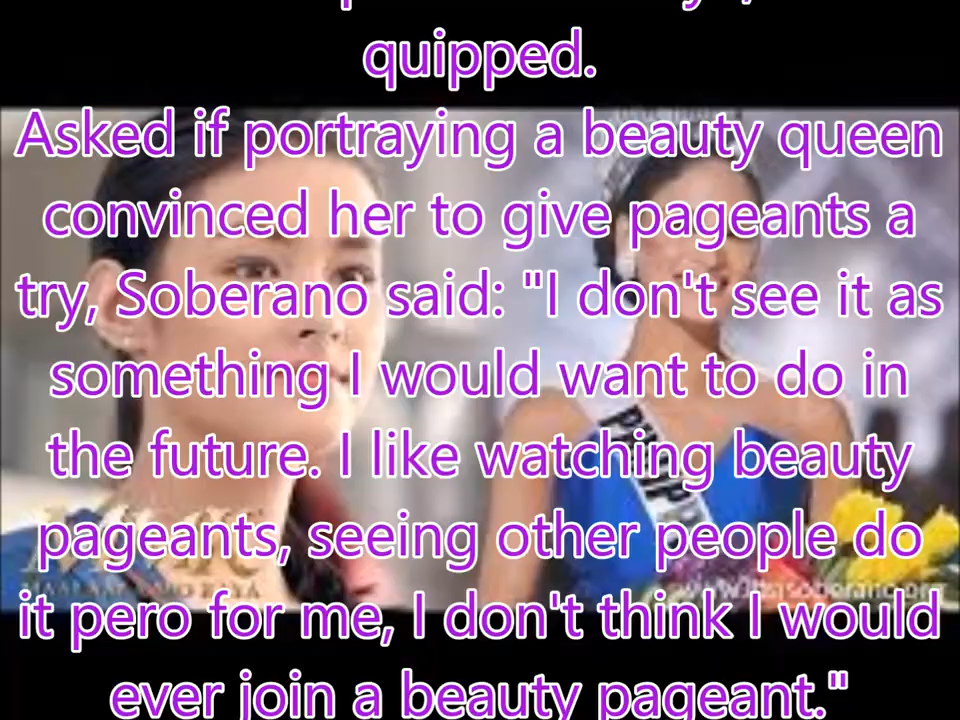 quipped.
Asked if portraying a beauty queen
convinced her to give pageants a
try, Soberano said: "I don't see it as
something I would want to do in
the future. I like watching beauty
pageants, seeing other people do
it pero for me, I don't think I would
ever join a beauty pageant."